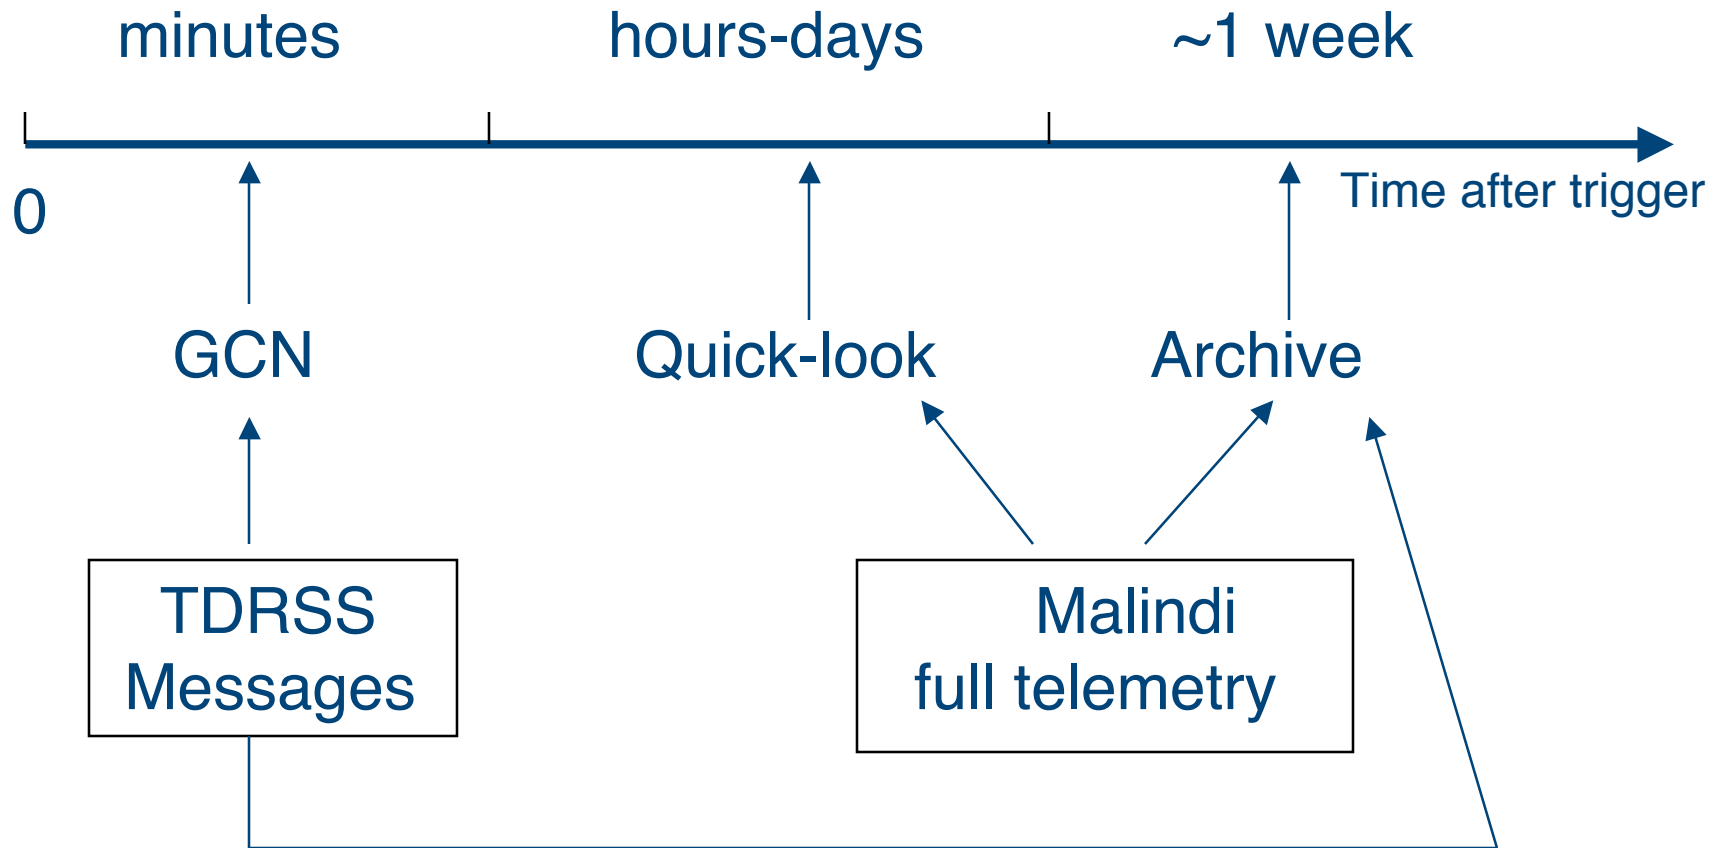 minutes
hours-days
~1 week
0
Time after trigger
GCN
Quick-look
Archive
TDRSS
Messages
Malindi
full telemetry